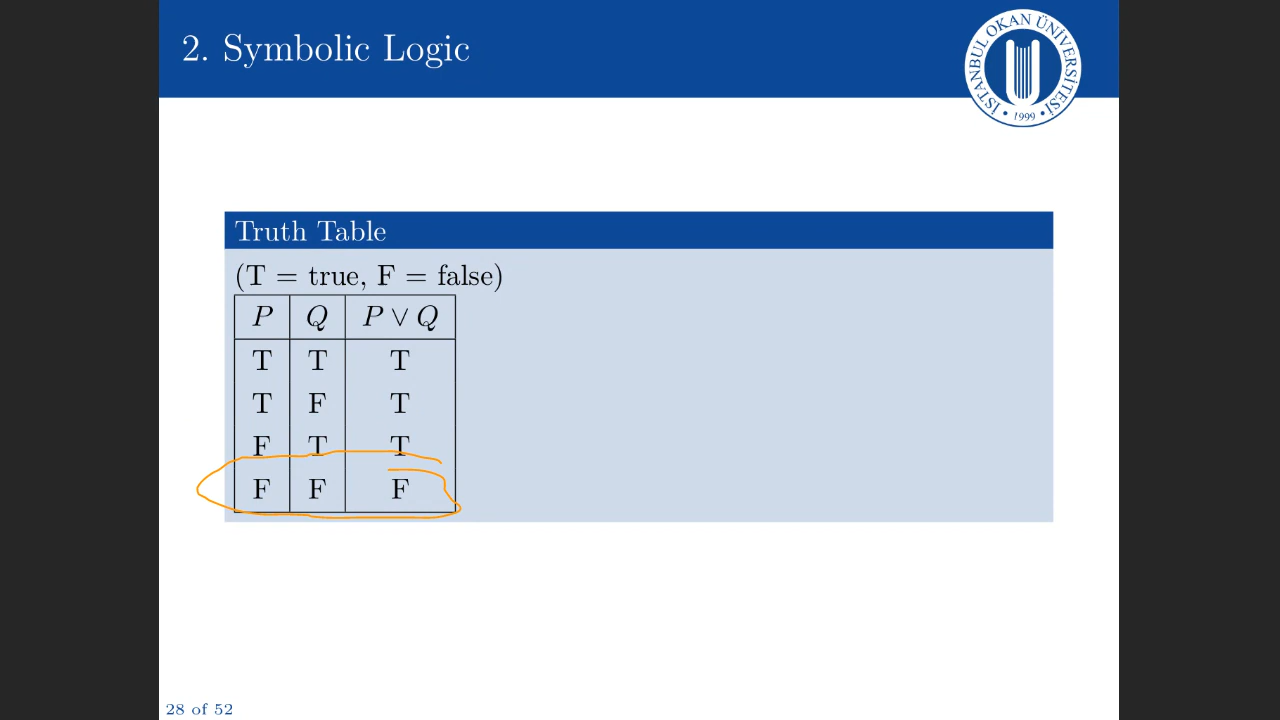 2. Symbolic Logic
İSTANBUL OKAN ÜNİVERSİTESİ
• 1999 •
Truth Table
(T = true, F = false)
P Q P ∨ Q
T T T
T F T
F T T
F F F
28 of 52